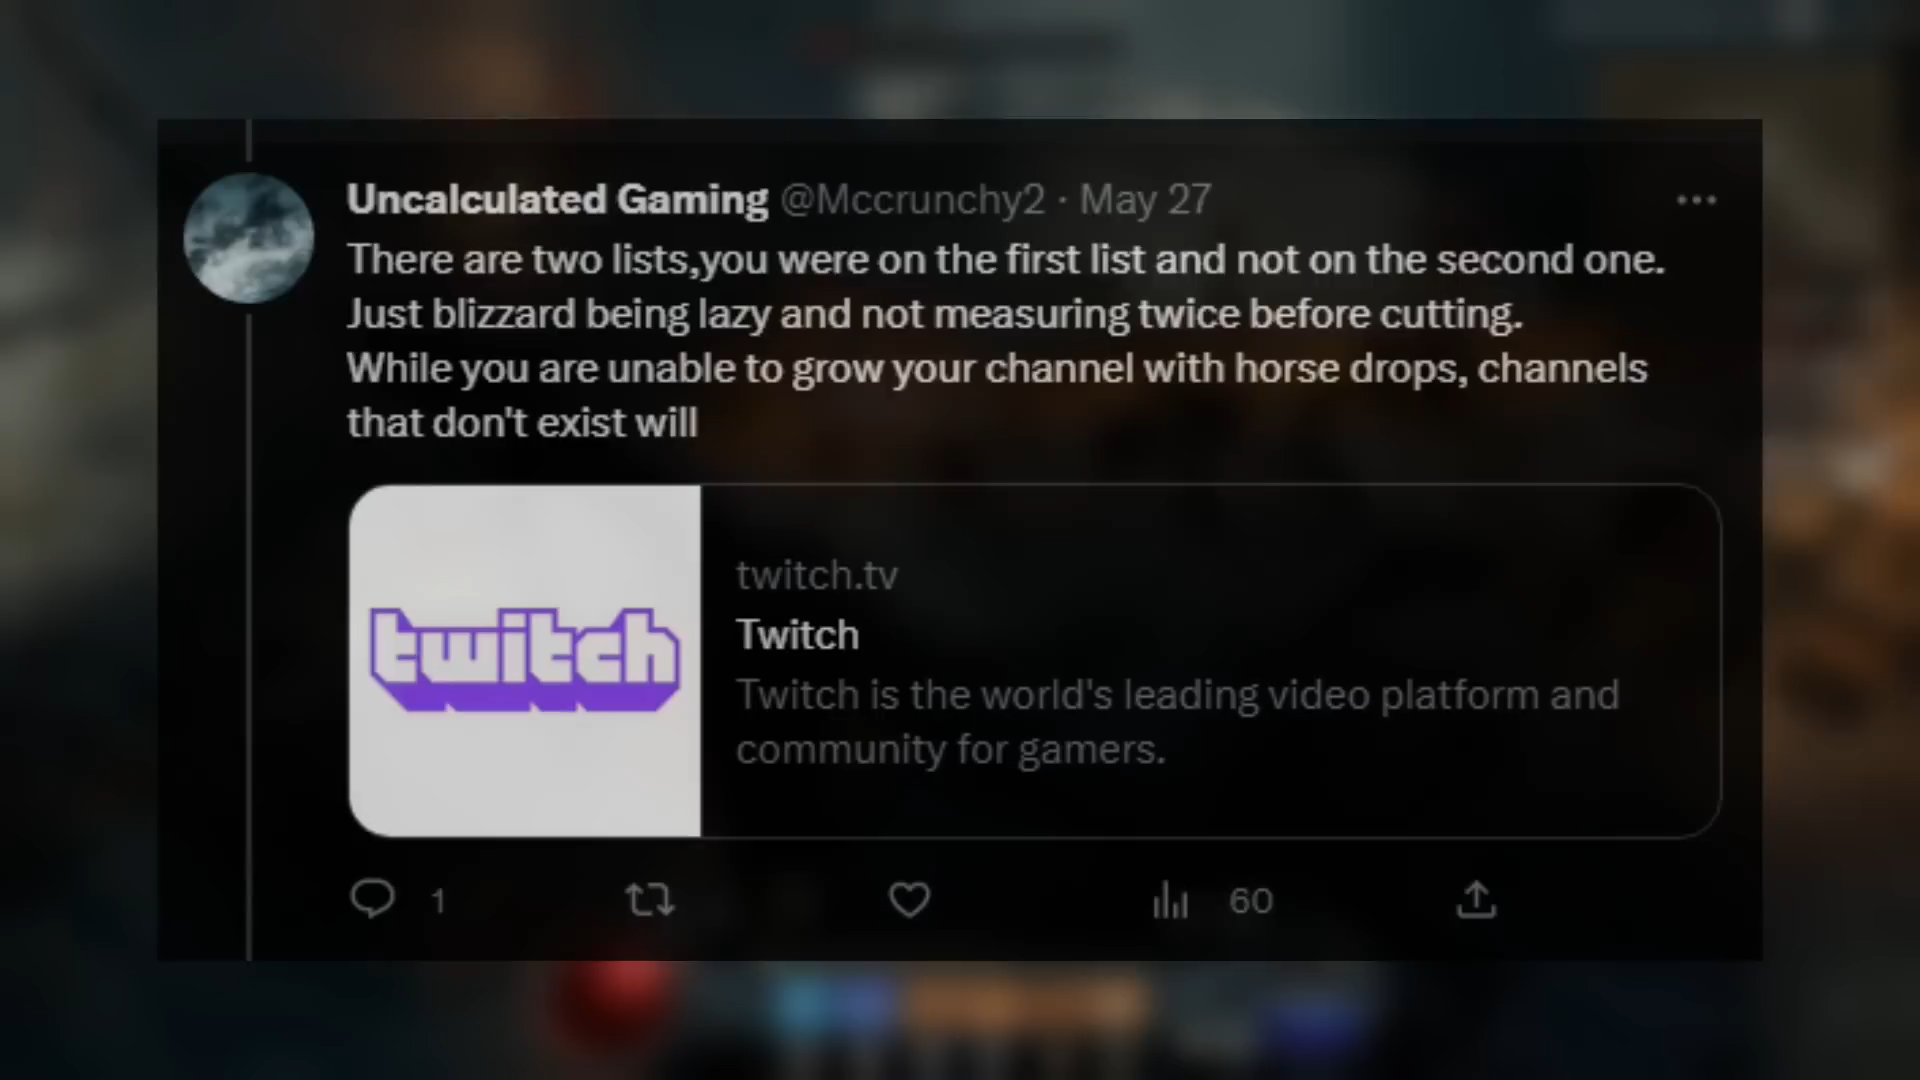 Uncalculated Gaming @Mccrunchy2 · May 27
There are two lists,you were on the first list and not on the second one.
Just blizzard being lazy and not measuring twice before cutting.
While you are unable to grow your channel with horse drops, channels
that don't exist will
twitch
twitch.tv
Twitch
Twitch is the world's leading video platform and
community for gamers.
1 60